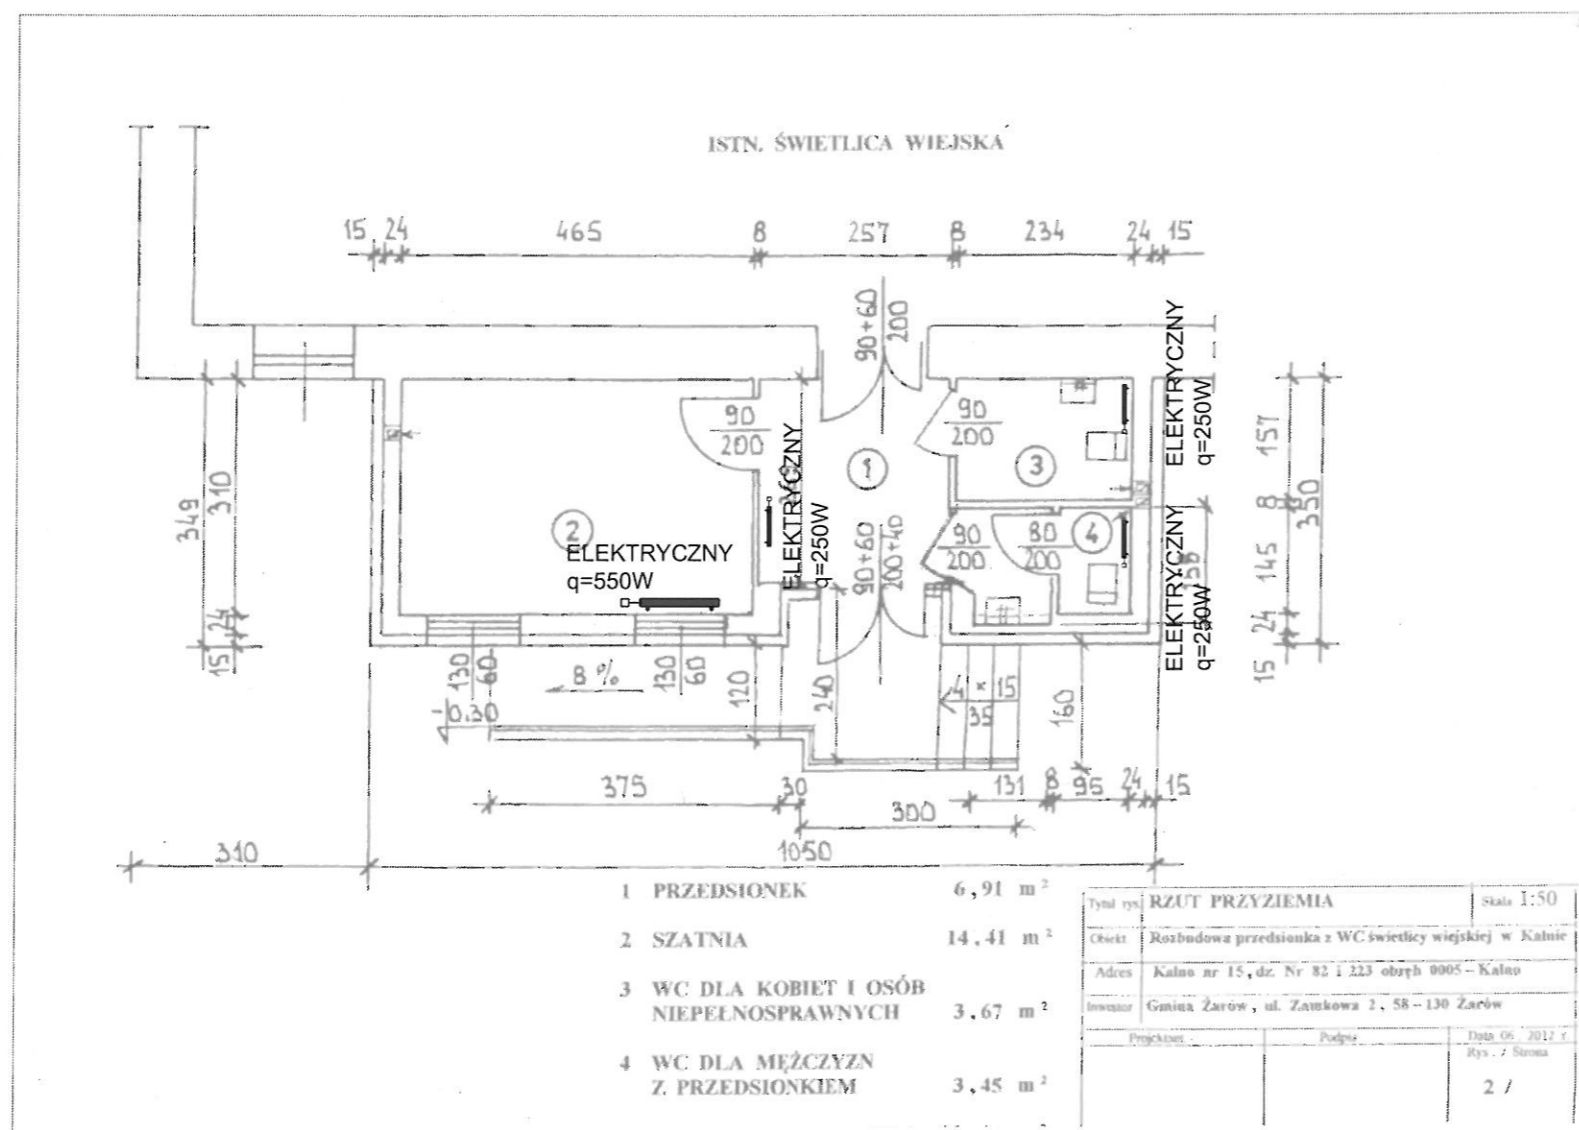 ISTN. ŚWIETLICA WIEJSKA
15 24 465 8 257 8 234 24 15
90+60
200
ELEKTRYCZNY
q=250W
90
200
90
200
1
3
2
4
ELEKTRYCZNY
q=550W
ELEKTRYCZNY
q=250W
90+60
200+40
90
200
80
200
ELEKTRYCZNY
q=250W
158
349
310
24
15
157
8
145
24
15
350
130
60
8 %
130
60
120
240
4 x 15
35
160
-0.30
375 30 131 8 95 24 15
300
310 1050
1 PRZEDSIONEK 6,91 m²
2 SZATNIA 14,41 m²
3 WC DLA KOBIET I OSÓB
NIEPEŁNOSPRAWNYCH 3,67 m²
4 WC DLA MĘŻCZYZN
Z PRZEDSIONKIEM 3,45 m²
Tytuł rys. RZUT PRZYZIEMIA Skala 1:50
Obiekt Rozbudowa przedsionka z WC świetlicy wiejskiej w Kalnie
Adres Kalno nr 15, dz. Nr 82 i 223 obręb 0005 – Kalno
Inwestor Gmina Żarów, ul. Zamkowa 2, 58 – 130 Żarów
Projektant Podpis Data 06. 2012 r.
Rys. / Strona
2 /